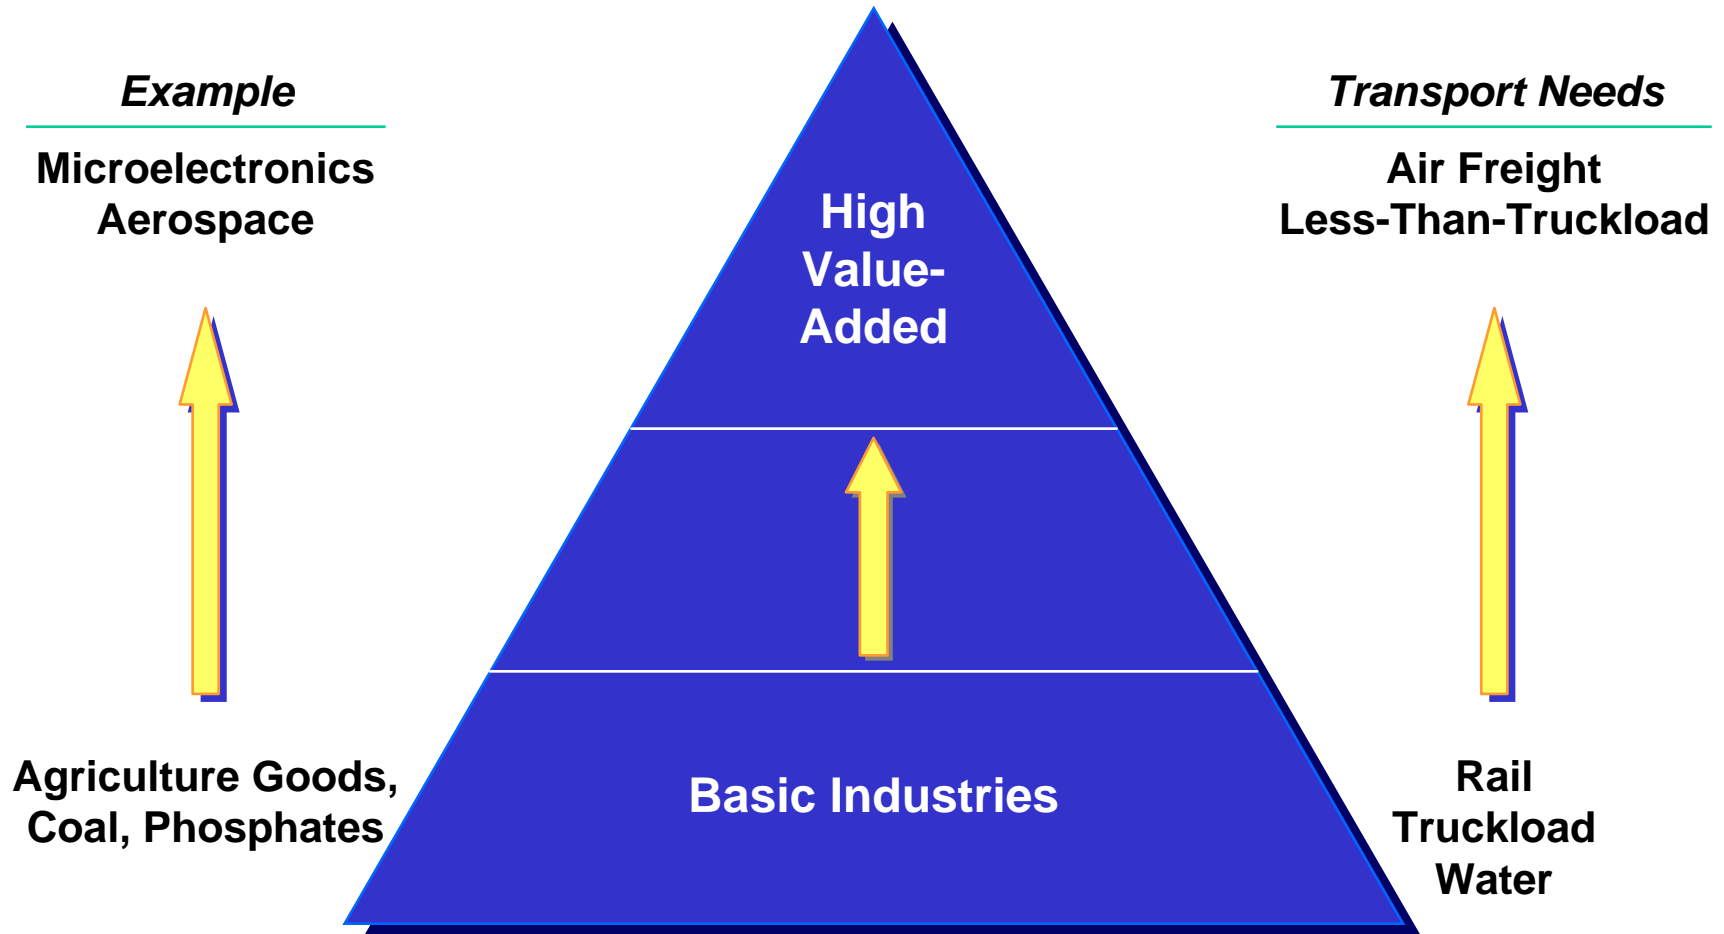 Example
Microelectronics
Aerospace
Agriculture Goods,
Coal, Phosphates
High
Value-
Added
Basic Industries
Transport Needs
Air Freight
Less-Than-Truckload
Rail
Truckload
Water